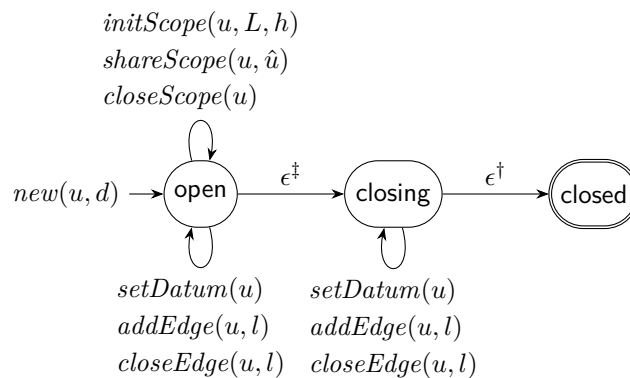 initScope(u, L, h)
shareScope(u, û)
closeScope(u)
new(u, d)
open
ϵ‡
closing
ϵ†
closed
setDatum(u)
addEdge(u, l)
closeEdge(u, l)
setDatum(u)
addEdge(u, l)
closeEdge(u, l)